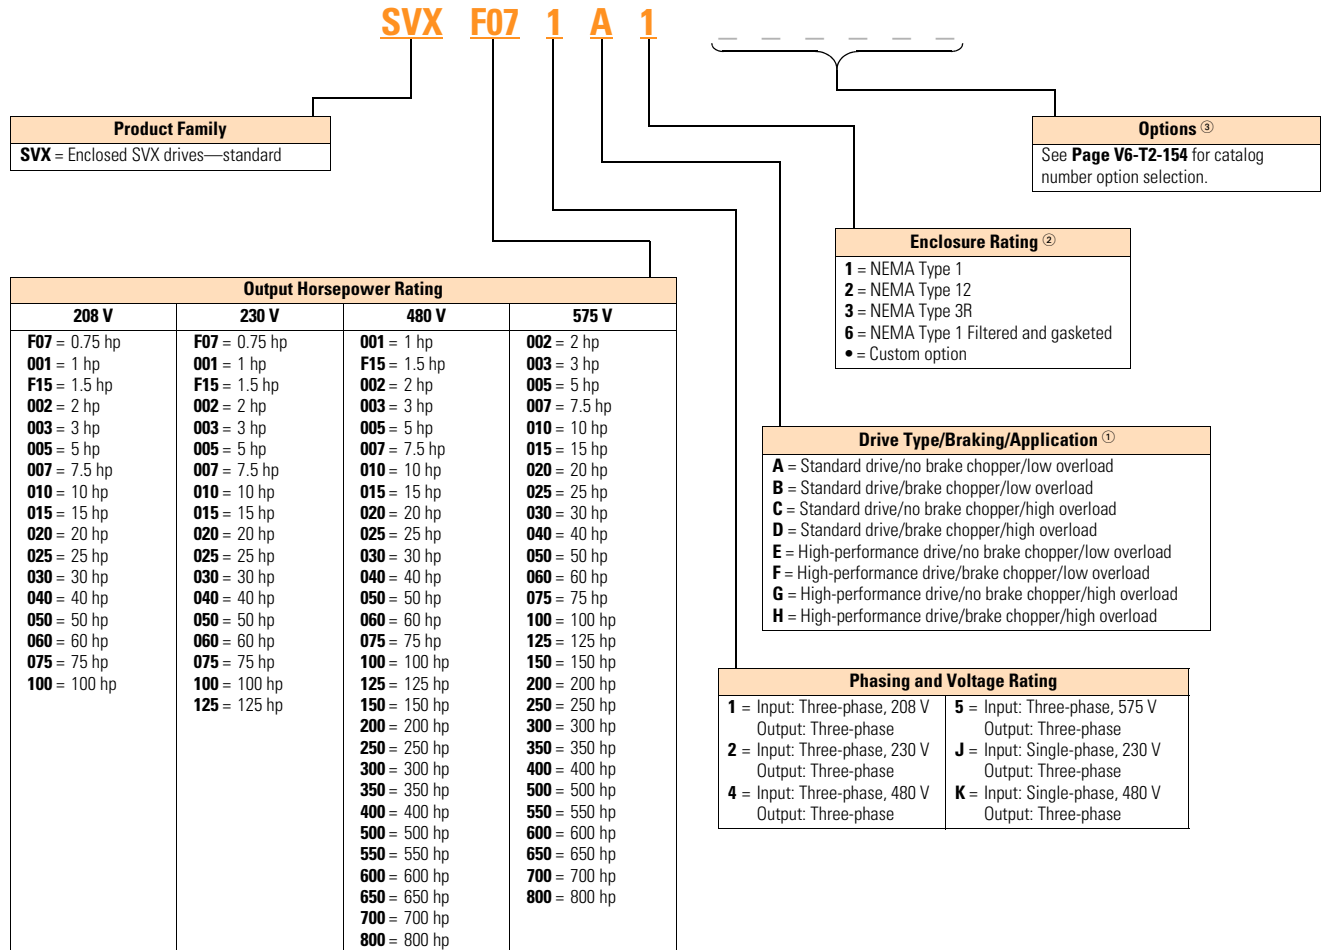 SVX F07 1 A 1
Product Family
SVX = Enclosed SVX drives—standard
Options ③
See Page V6-T2-154 for catalog
number option selection.
Enclosure Rating ②
1 = NEMA Type 1
2 = NEMA Type 12
3 = NEMA Type 3R
6 = NEMA Type 1 Filtered and gasketed
• = Custom option
Output Horsepower Rating
208 V
F07 = 0.75 hp
001 = 1 hp
F15 = 1.5 hp
002 = 2 hp
003 = 3 hp
005 = 5 hp
007 = 7.5 hp
010 = 10 hp
015 = 15 hp
020 = 20 hp
025 = 25 hp
030 = 30 hp
040 = 40 hp
050 = 50 hp
060 = 60 hp
075 = 75 hp
100 = 100 hp
230 V
F07 = 0.75 hp
001 = 1 hp
F15 = 1.5 hp
002 = 2 hp
003 = 3 hp
005 = 5 hp
007 = 7.5 hp
010 = 10 hp
015 = 15 hp
020 = 20 hp
025 = 25 hp
030 = 30 hp
040 = 40 hp
050 = 50 hp
060 = 60 hp
075 = 75 hp
100 = 100 hp
125 = 125 hp
480 V
001 = 1 hp
F15 = 1.5 hp
002 = 2 hp
003 = 3 hp
005 = 5 hp
007 = 7.5 hp
010 = 10 hp
015 = 15 hp
020 = 20 hp
025 = 25 hp
030 = 30 hp
040 = 40 hp
050 = 50 hp
060 = 60 hp
075 = 75 hp
100 = 100 hp
125 = 125 hp
150 = 150 hp
200 = 200 hp
250 = 250 hp
300 = 300 hp
350 = 350 hp
400 = 400 hp
500 = 500 hp
550 = 550 hp
600 = 600 hp
650 = 650 hp
700 = 700 hp
800 = 800 hp
575 V
002 = 2 hp
003 = 3 hp
005 = 5 hp
007 = 7.5 hp
010 = 10 hp
015 = 15 hp
020 = 20 hp
025 = 25 hp
030 = 30 hp
040 = 40 hp
050 = 50 hp
060 = 60 hp
075 = 75 hp
100 = 100 hp
125 = 125 hp
150 = 150 hp
200 = 200 hp
250 = 250 hp
300 = 300 hp
350 = 350 hp
400 = 400 hp
500 = 500 hp
550 = 550 hp
600 = 600 hp
650 = 650 hp
700 = 700 hp
800 = 800 hp
Drive Type/Braking/Application ①
A = Standard drive/no brake chopper/low overload
B = Standard drive/brake chopper/low overload
C = Standard drive/no brake chopper/high overload
D = Standard drive/brake chopper/high overload
E = High-performance drive/no brake chopper/low overload
F = High-performance drive/brake chopper/low overload
G = High-performance drive/no brake chopper/high overload
H = High-performance drive/brake chopper/high overload
Phasing and Voltage Rating
1 = Input: Three-phase, 208 V
Output: Three-phase
2 = Input: Three-phase, 230 V
Output: Three-phase
4 = Input: Three-phase, 480 V
Output: Three-phase
5 = Input: Three-phase, 575 V
Output: Three-phase
J = Input: Single-phase, 230 V
Output: Three-phase
K = Input: Single-phase, 480 V
Output: Three-phase